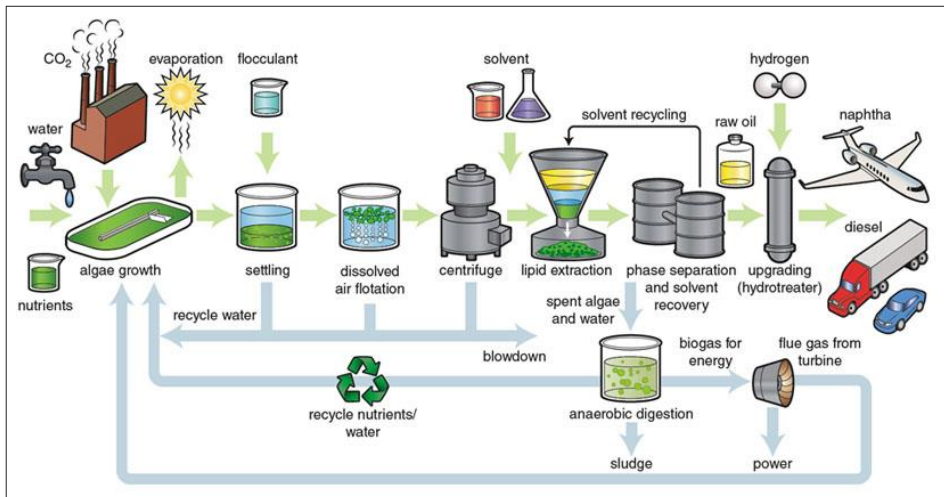 CO2
evaporation
flocculant
solvent
hydrogen
water
solvent recycling
raw oil
naphtha
diesel
nutrients
algae growth
settling
dissolved
air flotation
centrifuge
lipid extraction
phase separation
and solvent
recovery
upgrading
(hydrotreater)
recycle water
blowdown
spent algae
and water
biogas for
energy
flue gas from
turbine
recycle nutrients/
water
anaerobic digestion
sludge
power